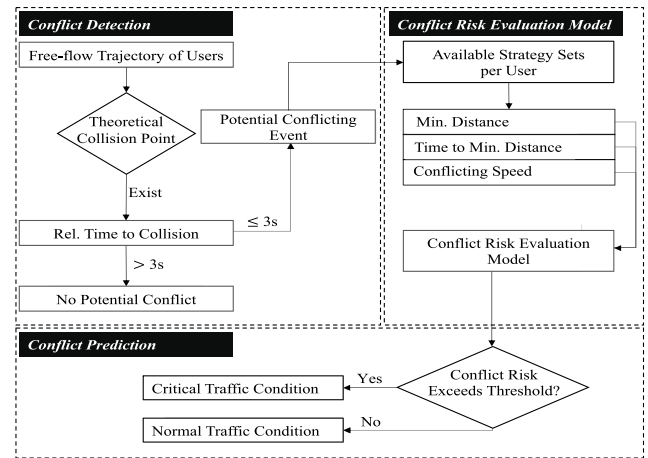 Conflict Detection
Free-flow Trajectory of Users
Theoretical
Collision Point
Exist
Rel. Time to Collision
≤ 3s
> 3s
No Potential Conflict
Potential Conflicting
Event
Conflict Risk Evaluation Model
Available Strategy Sets
per User
Min. Distance
Time to Min. Distance
Conflicting Speed
Conflict Risk Evaluation
Model
Conflict Prediction
Conflict Risk
Exceeds Threshold?
Yes
Critical Traffic Condition
No
Normal Traffic Condition